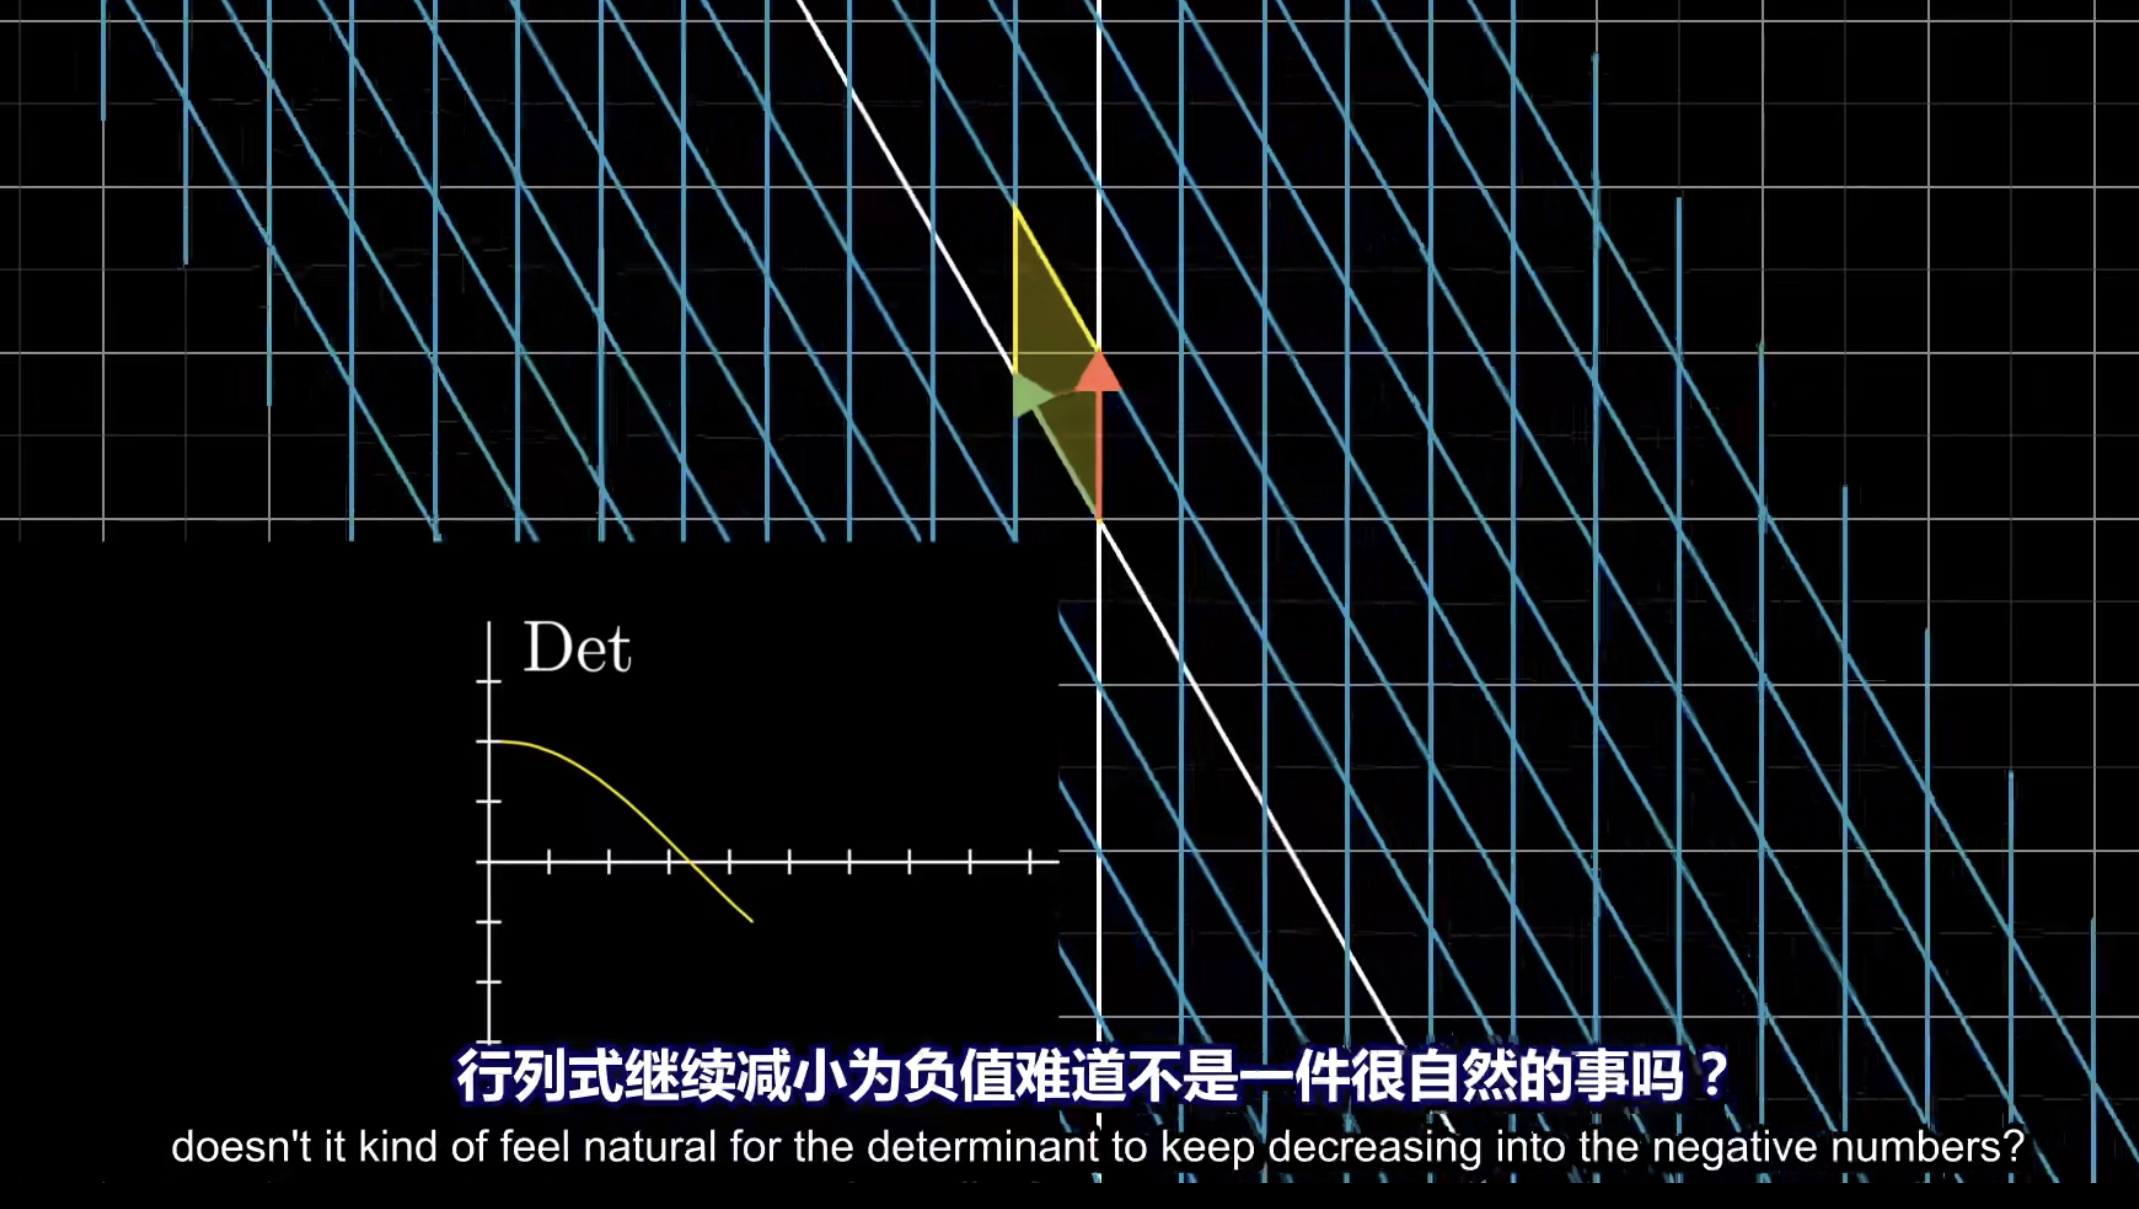 Det
行列式继续减小为负值难道不是一件很自然的事吗？
doesn't it kind of feel natural for the determinant to keep decreasing into the negative numbers?